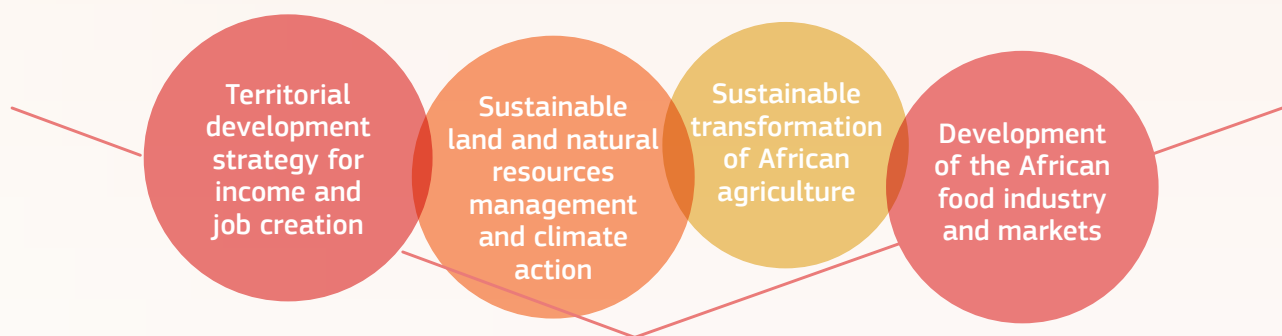 Territorial
development
strategy for
income and
job creation
Sustainable
land and natural
resources
management
and climate
action
Sustainable
transformation
of African
agriculture
Development
of the African
food industry
and markets